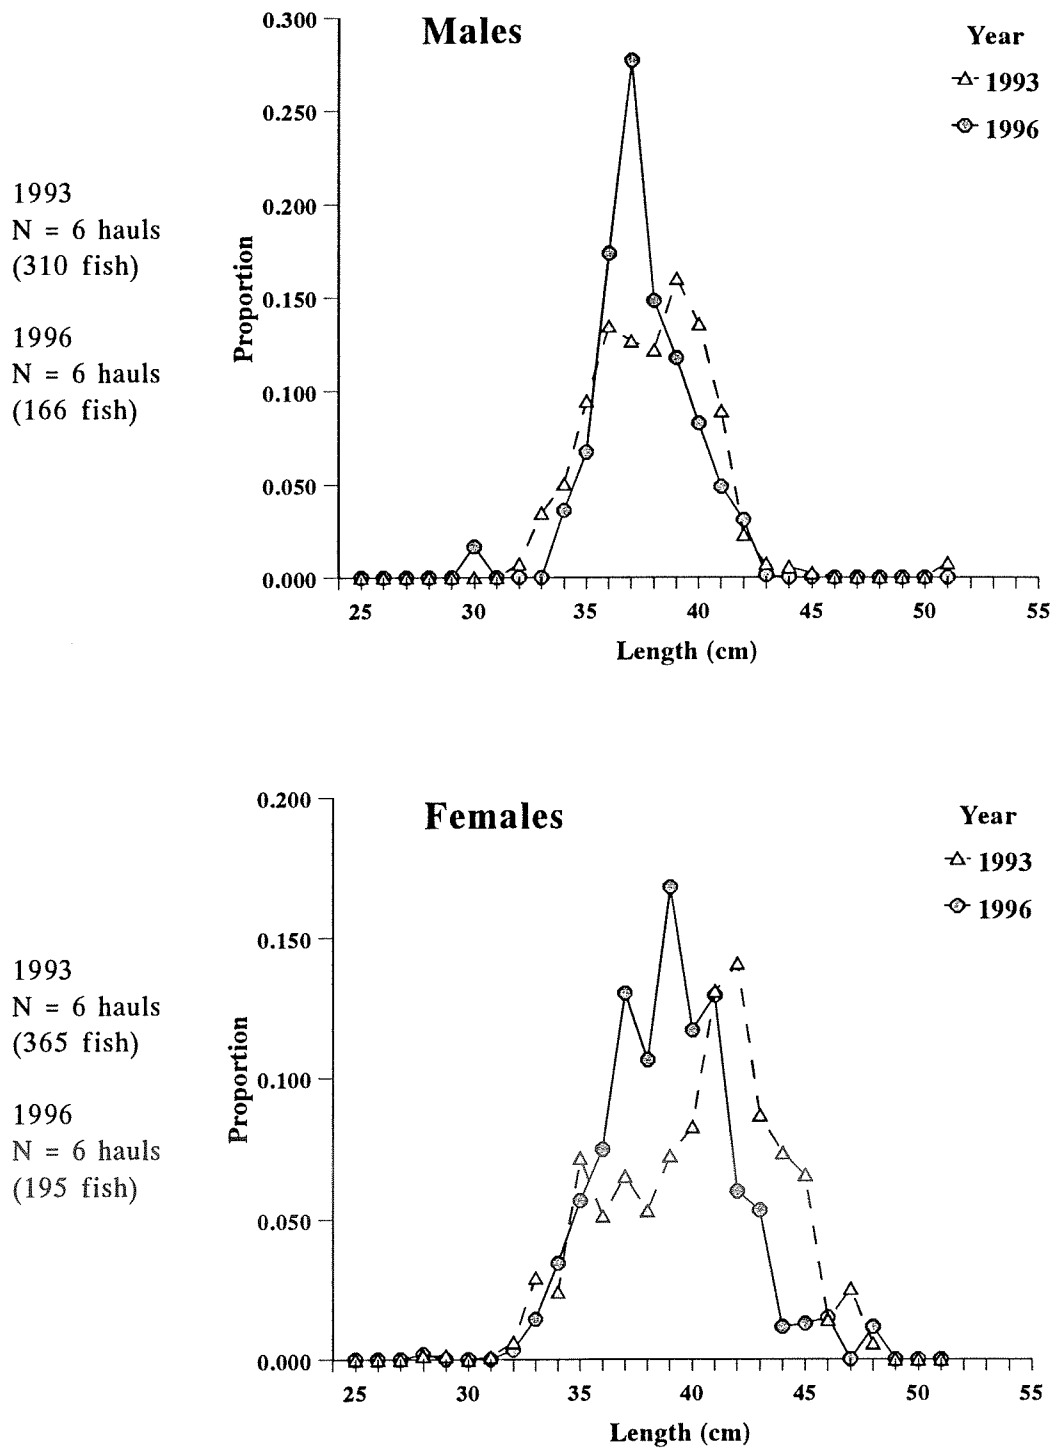 Males
Year
1993
1996
1993
N = 6 hauls
(310 fish)
1996
N = 6 hauls
(166 fish)
Proportion
0.300
0.250
0.200
0.150
0.100
0.050
0.000
25 30 35 40 45 50 55
Length (cm)
Females
Year
1993
1996
1993
N = 6 hauls
(365 fish)
1996
N = 6 hauls
(195 fish)
Proportion
0.200
0.150
0.100
0.050
0.000
25 30 35 40 45 50 55
Length (cm)